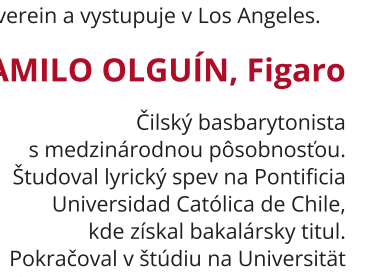 verein a vystupuje v Los Angeles.
AMILO OLGUÍN, Figaro
Čilský basbarytonista
s medzinárodnou pôsobnosťou.
Študoval lyrický spev na Pontificia
Universidad Católica de Chile,
kde získal bakalársky titul.
Pokračoval v štúdiu na Universität